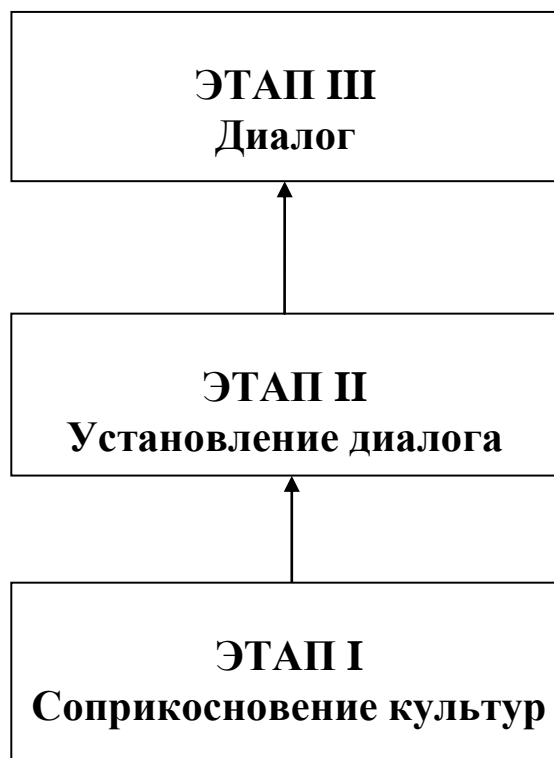 ЭТАП III
Диалог
ЭТАП II
Установление диалога
ЭТАП I
Соприкосновение культур